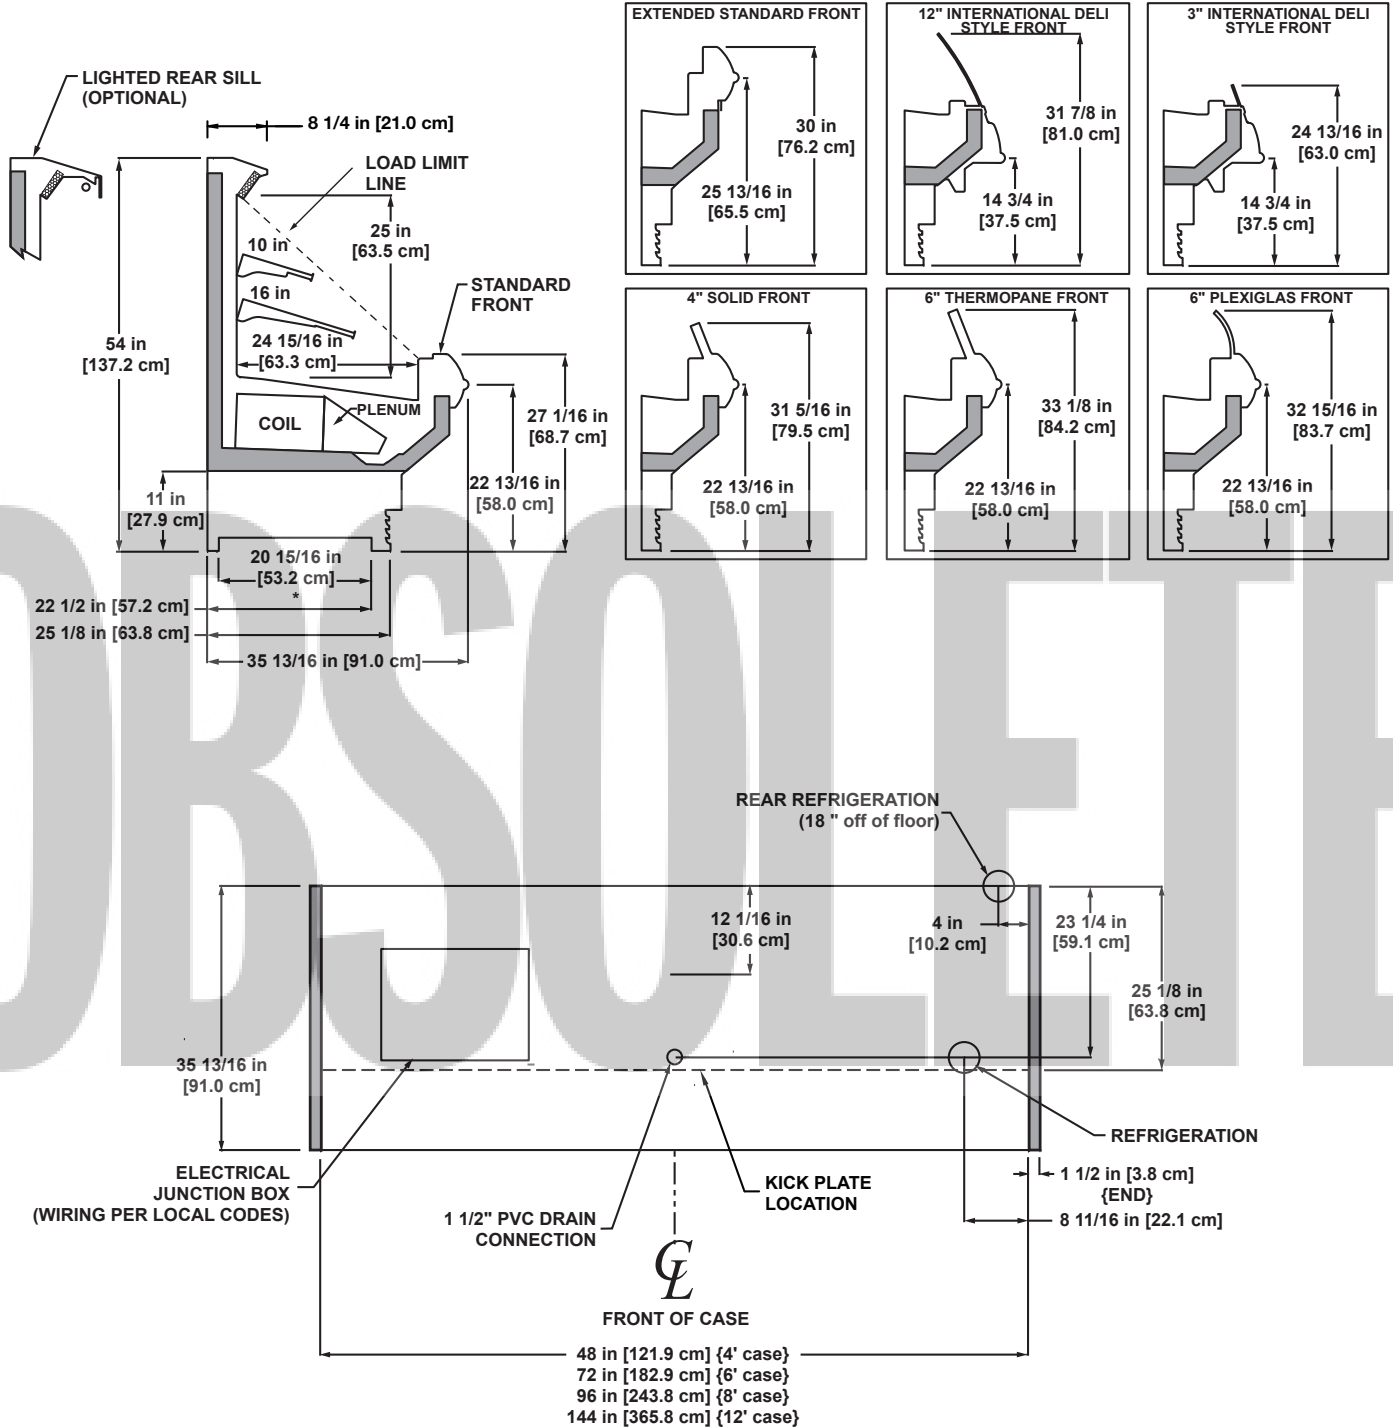 EXTENDED STANDARD FRONT
30 in
[76.2 cm]
25 13/16 in
[65.5 cm]
12" INTERNATIONAL DELI
STYLE FRONT
31 7/8 in
[81.0 cm]
14 3/4 in
[37.5 cm]
3" INTERNATIONAL DELI
STYLE FRONT
24 13/16 in
[63.0 cm]
14 3/4 in
[37.5 cm]
LIGHTED REAR SILL
(OPTIONAL)
8 1/4 in [21.0 cm]
LOAD LIMIT
LINE
25 in
[63.5 cm]
10 in
16 in
STANDARD
FRONT
54 in
[137.2 cm]
24 15/16 in
[63.3 cm]
COIL
PLENUM
27 1/16 in
[68.7 cm]
22 13/16 in
[58.0 cm]
11 in
[27.9 cm]
20 15/16 in
[53.2 cm]
*
22 1/2 in [57.2 cm]
25 1/8 in [63.8 cm]
35 13/16 in [91.0 cm]
4" SOLID FRONT
31 5/16 in
[79.5 cm]
22 13/16 in
[58.0 cm]
6" THERMOPANE FRONT
33 1/8 in
[84.2 cm]
22 13/16 in
[58.0 cm]
6" PLEXIGLAS FRONT
32 15/16 in
[83.7 cm]
22 13/16 in
[58.0 cm]
OBSOLETE
REAR REFRIGERATION
(18 " off of floor)
12 1/16 in
[30.6 cm]
4 in
[10.2 cm]
23 1/4 in
[59.1 cm]
25 1/8 in
[63.8 cm]
35 13/16 in
[91.0 cm]
REFRIGERATION
ELECTRICAL
JUNCTION BOX
(WIRING PER LOCAL CODES)
1 1/2" PVC DRAIN
CONNECTION
KICK PLATE
LOCATION
1 1/2 in [3.8 cm]
{END}
8 11/16 in [22.1 cm]
CL
FRONT OF CASE
48 in [121.9 cm] {4' case}
72 in [182.9 cm] {6' case}
96 in [243.8 cm] {8' case}
144 in [365.8 cm] {12' case}